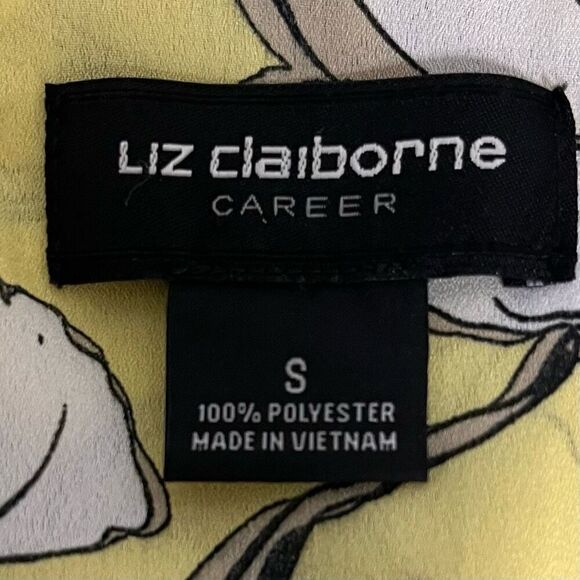 Liz claiborne
CAREER
S
100% POLYESTER
MADE IN VIETNAM